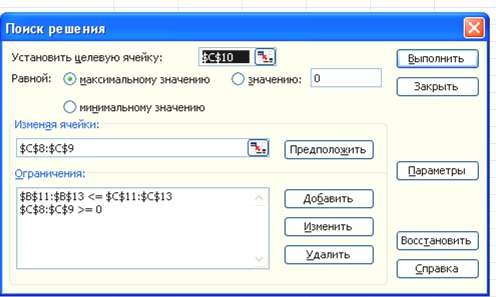 Поиск решения
Установить целевую ячейку: $C$10 Выполнить
Равной: максимальному значению значению: 0 Закрыть
минимальному значению
Изменяя ячейки:
$C$8:$C$9 Предположить
Ограничения: Параметры
$B$11:$B$13 <= $C$11:$C$13 Добавить
$C$8:$C$9 >= 0
Изменить
Удалить Восстановить
Справка